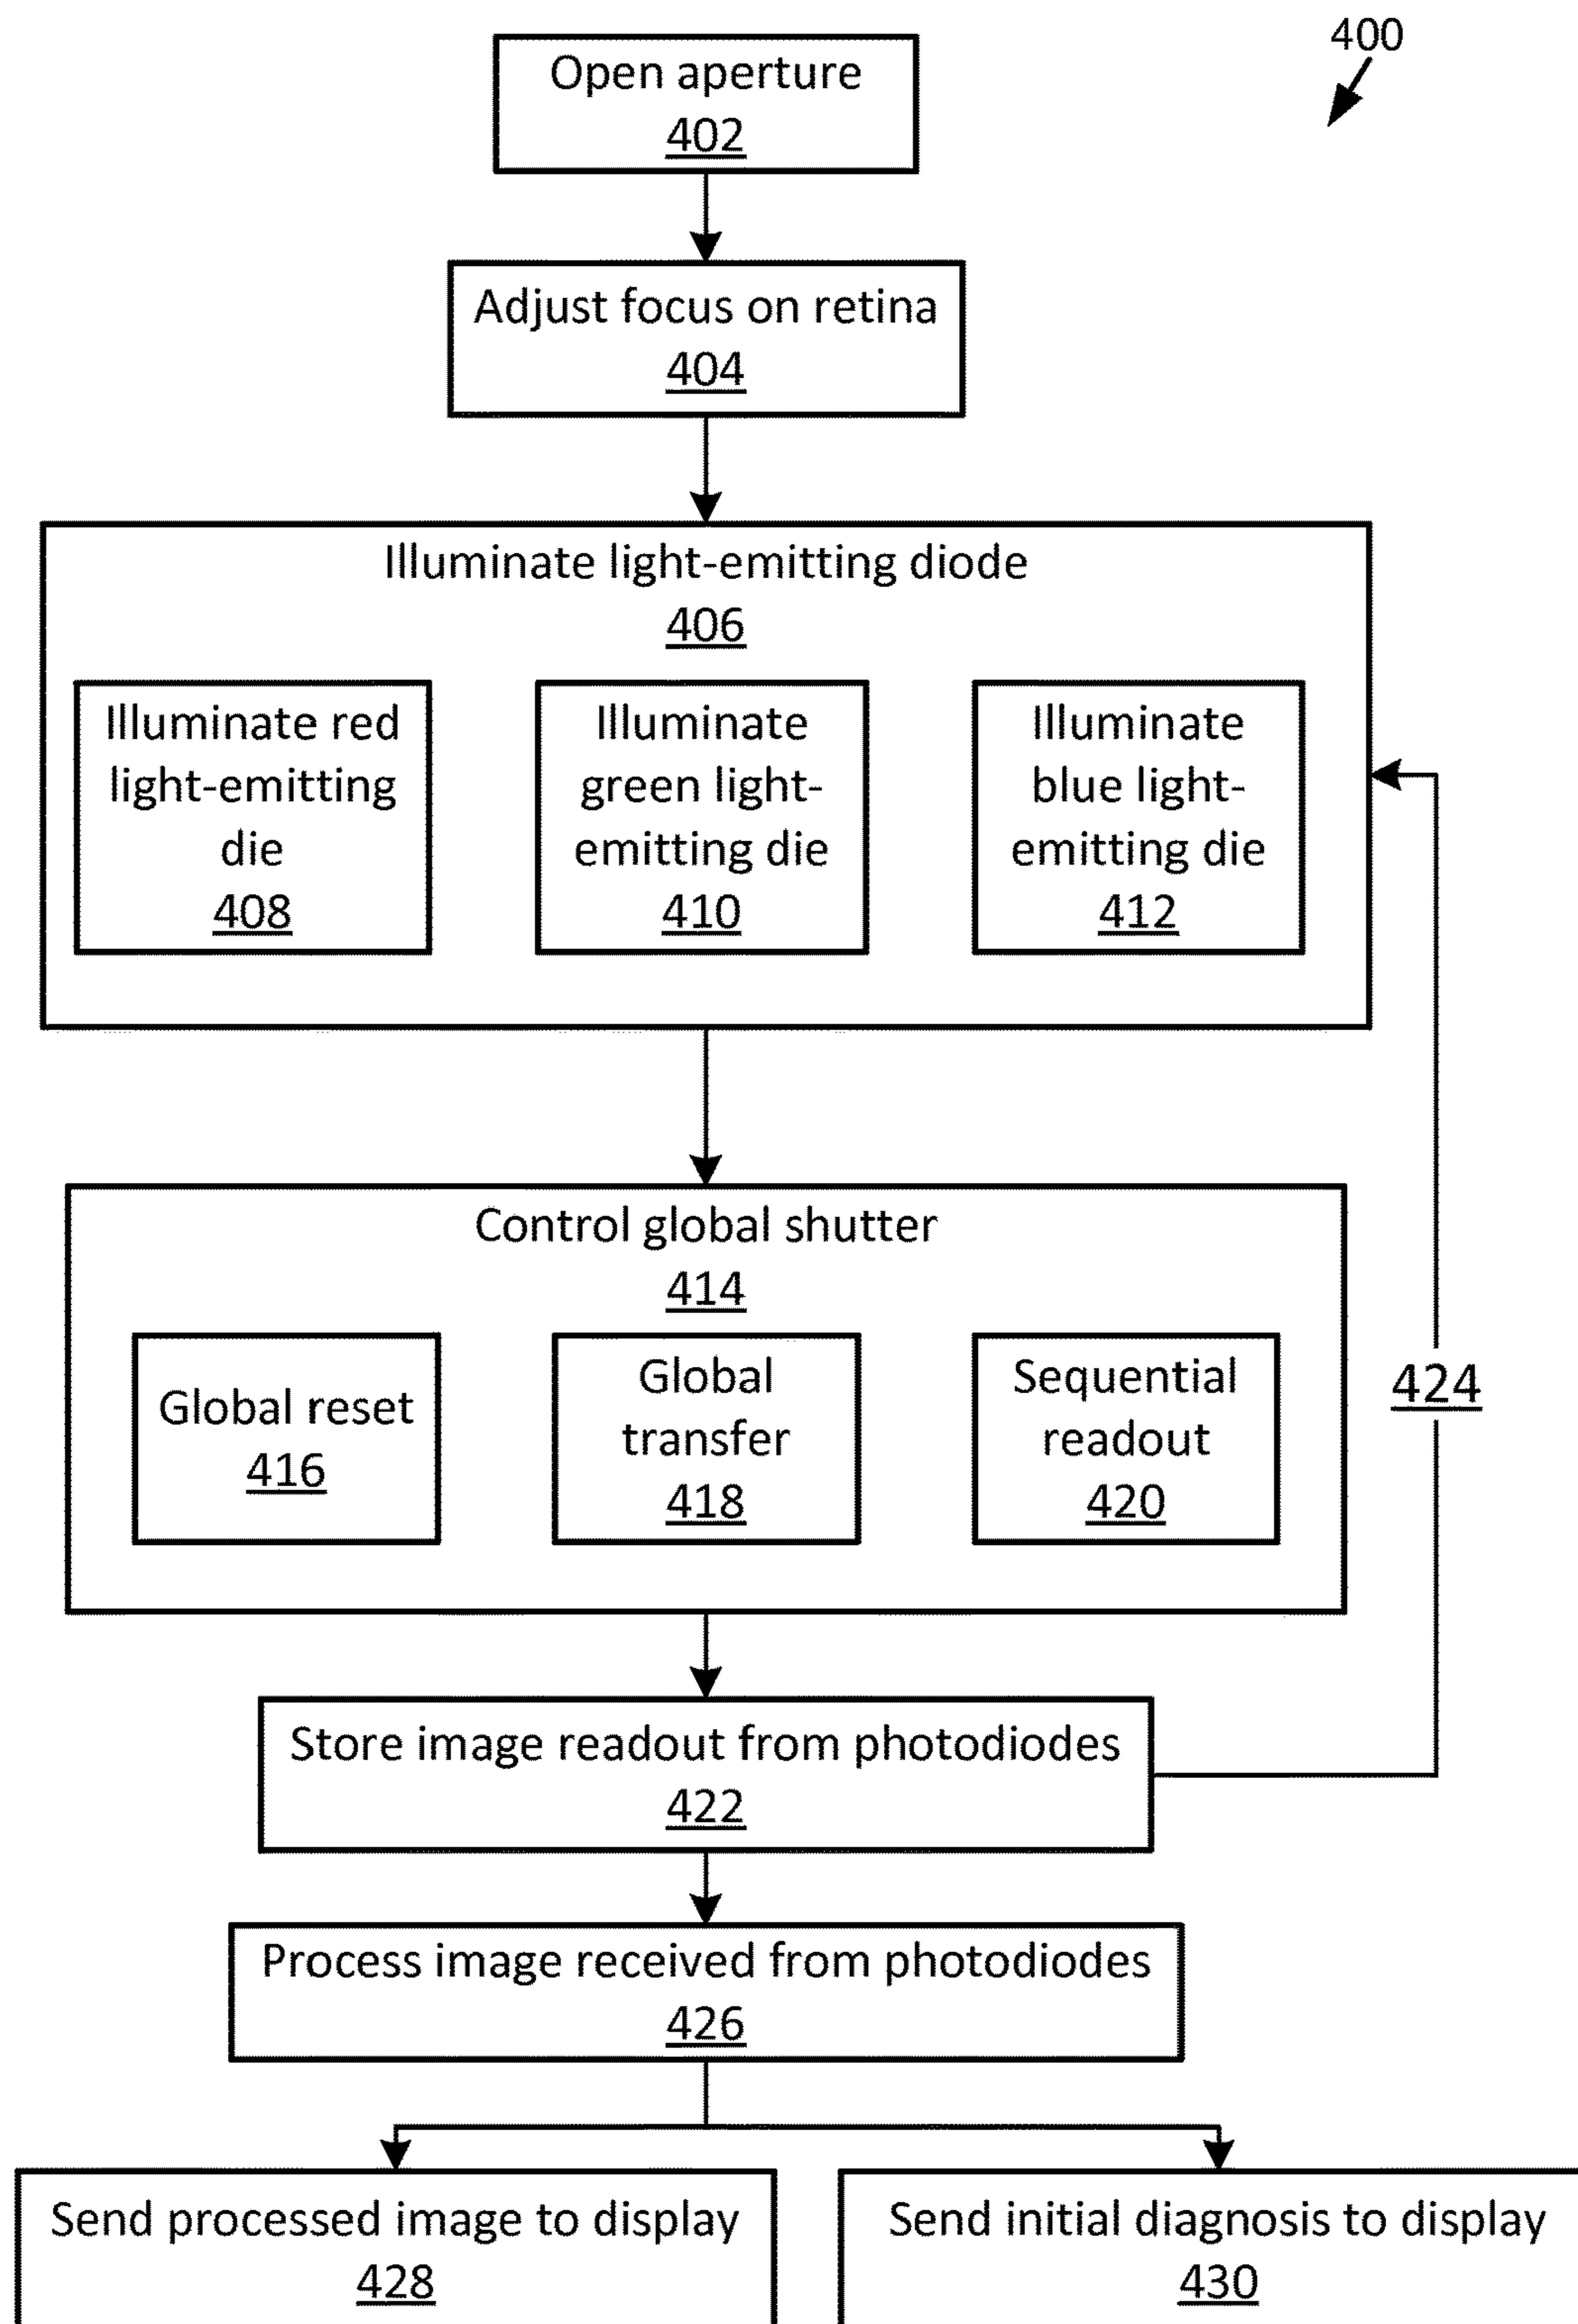 400
Open aperture
402
Adjust focus on retina
404
Illuminate light-emitting diode
406
Illuminate red
light-emitting
die
408
Illuminate
green light-
emitting die
410
Illuminate
blue light-
emitting die
412
Control global shutter
414
Global reset
416
Global
transfer
418
Sequential
readout
420
424
Store image readout from photodiodes
422
Process image received from photodiodes
426
Send processed image to display
428
Send initial diagnosis to display
430